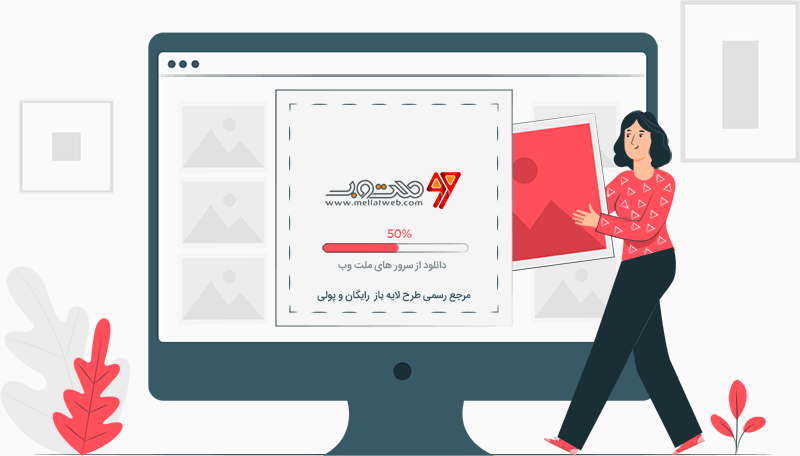 ملت وب
www.mellatweb.com
50%
دانلود از سرور های ملت وب
مرجع رسمی طرح لایه باز رایگان و پولی